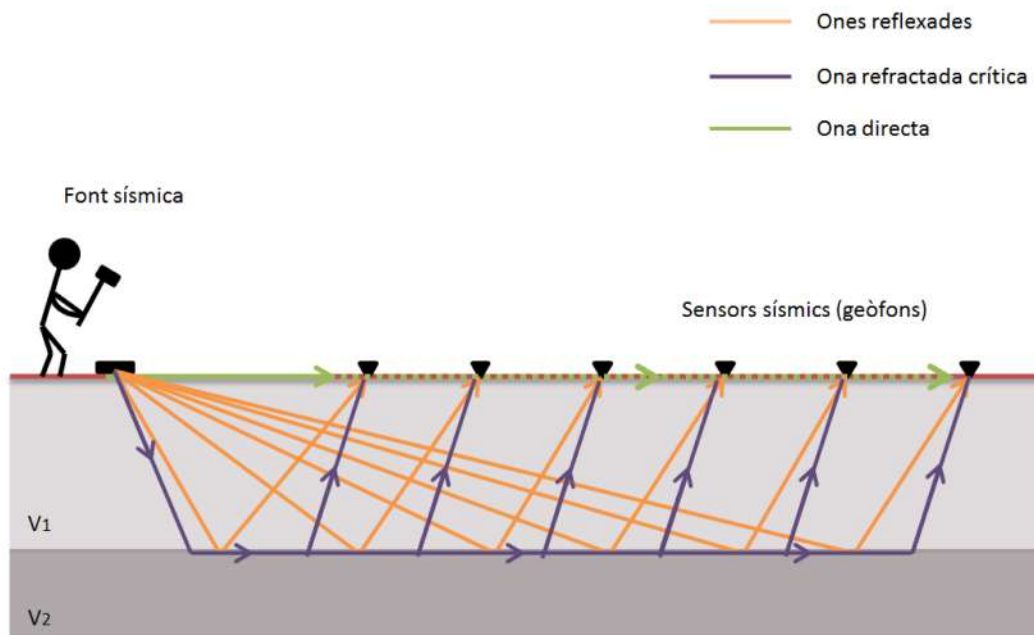 Ones reflexades
Ona refractada crítica
Ona directa
Font sísmica
Sensors sísmics (geòfons)
V1
V2